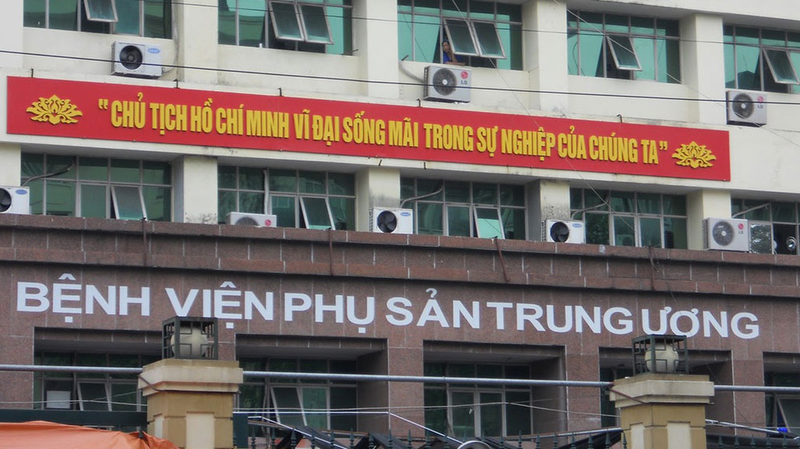 "CHỦ TỊCH HỒ CHÍ MINH VĨ ĐẠI SỐNG MÃI TRONG SỰ NGHIỆP CỦA CHÚNG TA"
BỆNH VIỆN PHỤ SẢN TRUNG ƯƠNG